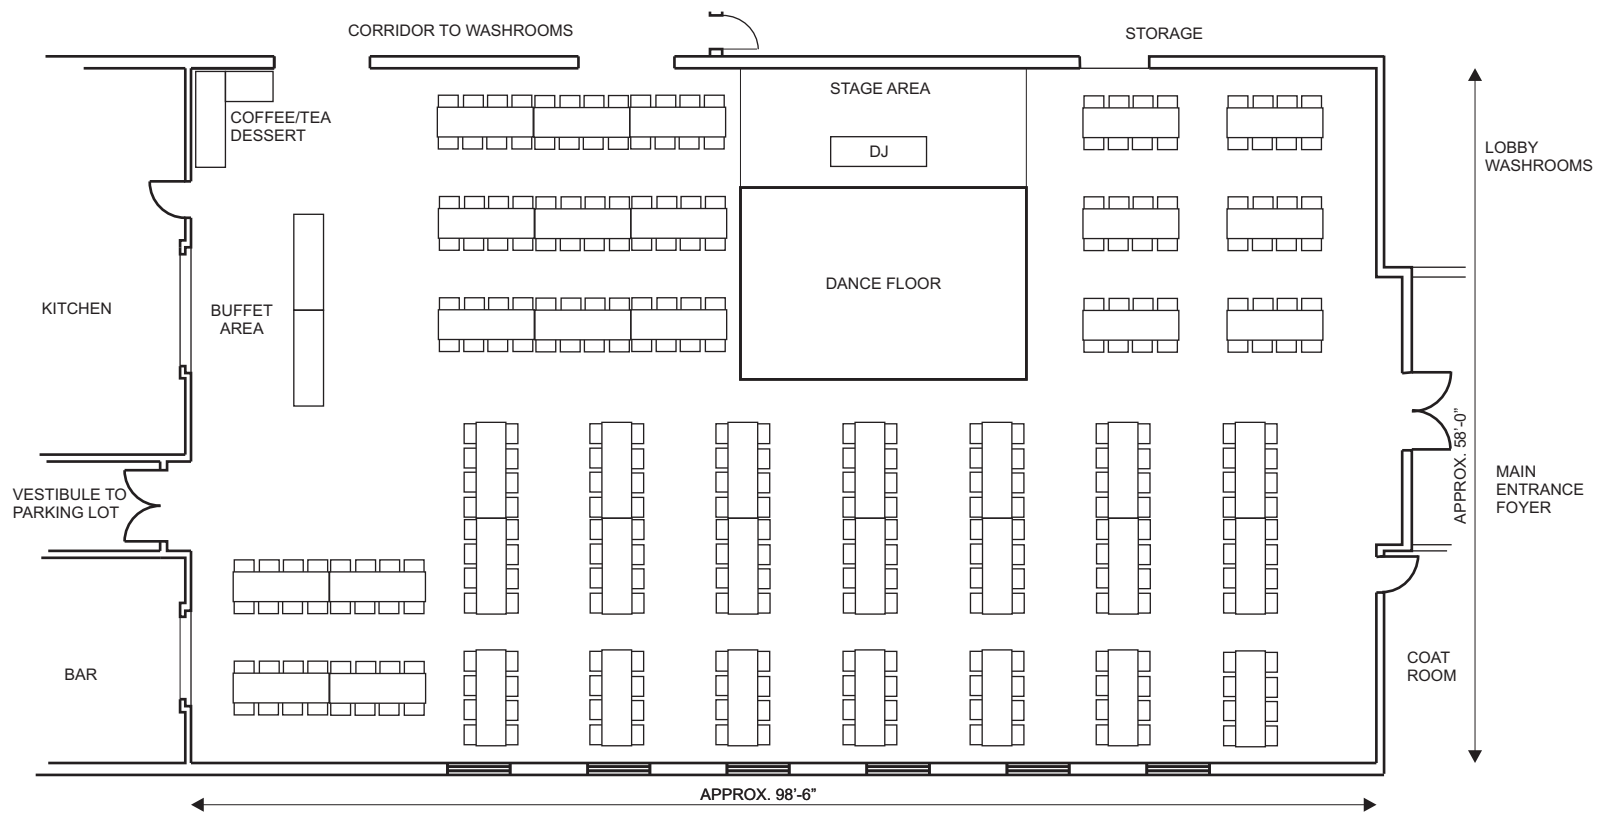 CORRIDOR TO WASHROOMS
STORAGE
STAGE AREA
COFFEE/TEA
DESSERT
DJ
LOBBY
WASHROOMS
DANCE FLOOR
KITCHEN
BUFFET
AREA
APPROX. 58'-0"
VESTIBULE TO
PARKING LOT
MAIN
ENTRANCE
FOYER
BAR
COAT
ROOM
APPROX. 98'-6"